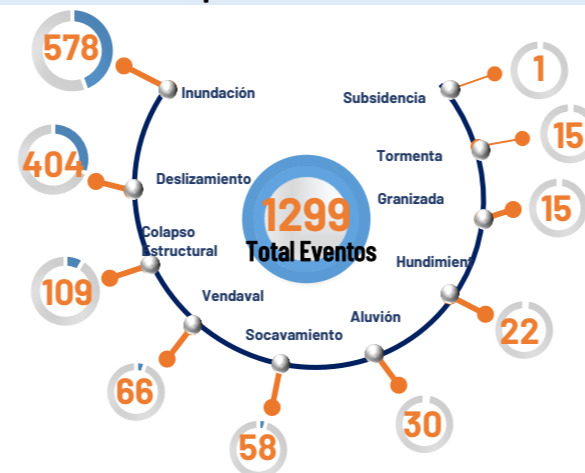 578
Inundación
404
Deslizamiento
Colapso
Estructural
109
Vendaval
66
Socavamiento
58
Aluvión
30
Hundimien
22
Granizada
15
Tormenta
15
Subsidencia
1
1299
Total Eventos